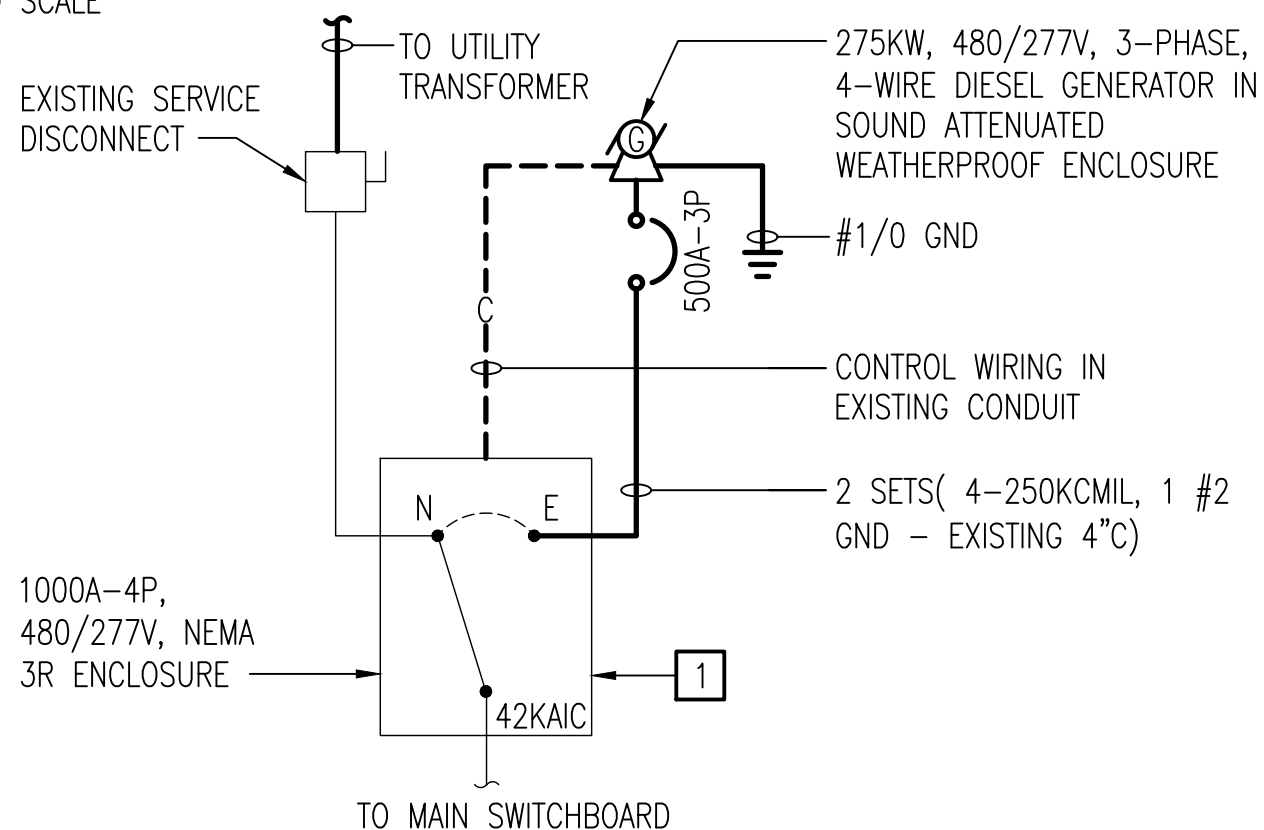 SCALE
TO UTILITY
TRANSFORMER
EXISTING SERVICE
DISCONNECT
275KW, 480/277V, 3-PHASE,
4-WIRE DIESEL GENERATOR IN
SOUND ATTENUATED
WEATHERPROOF ENCLOSURE
G
500A-3P
#1/0 GND
C
CONTROL WIRING IN
EXISTING CONDUIT
2 SETS( 4-250KCMIL, 1 #2
GND - EXISTING 4"C)
N
E
1000A-4P,
480/277V, NEMA
3R ENCLOSURE
1
42KAIC
TO MAIN SWITCHBOARD